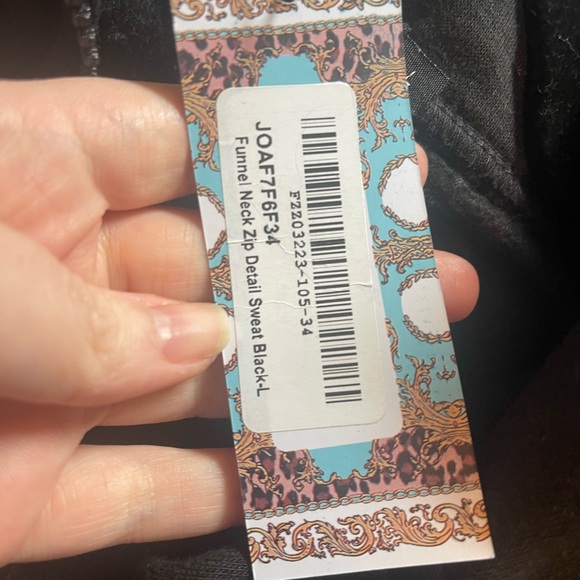 FZZ03223-105-34
JOAF7F6F34
Funnel Neck Zip Detail Sweat Black-L